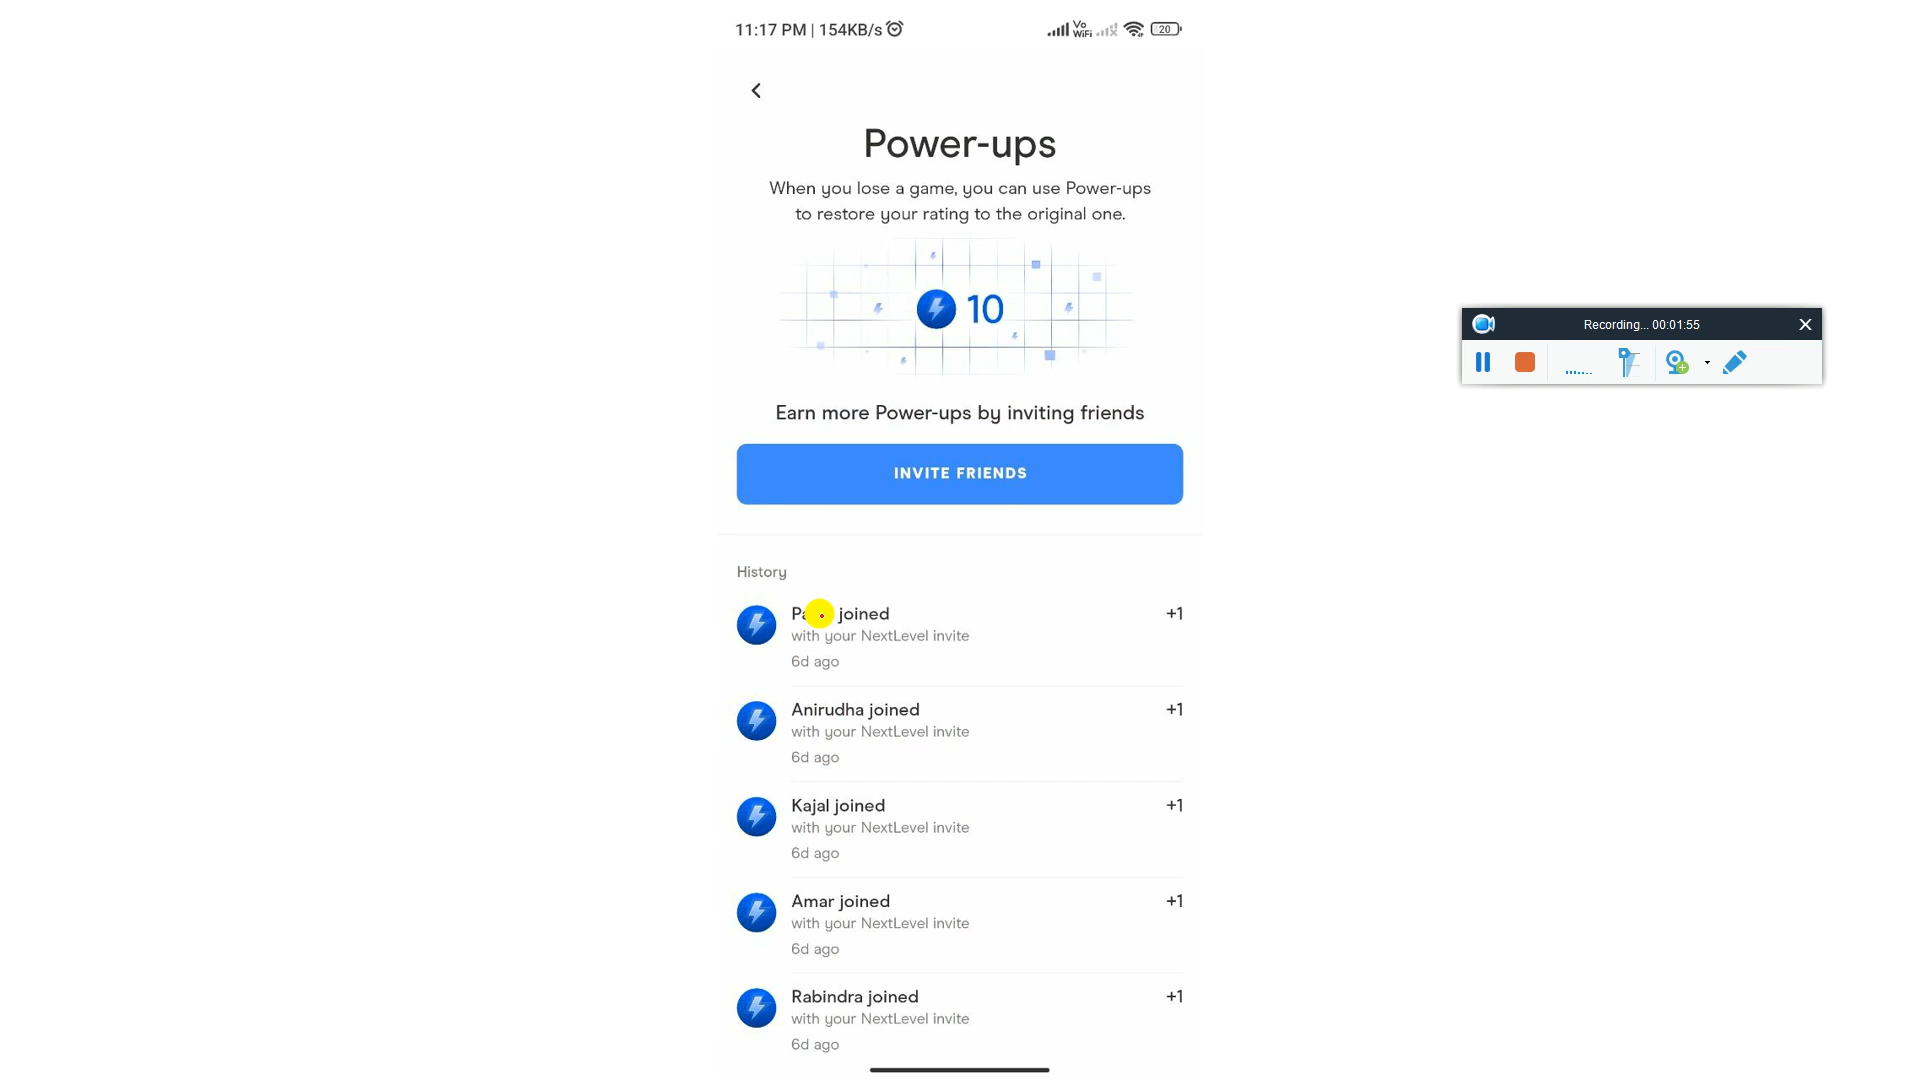 11:17 PM | 154KB/s
Vo
WiFi
20
Power-ups
When you lose a game, you can use Power-ups
to restore your rating to the original one.
10
Earn more Power-ups by inviting friends
INVITE FRIENDS
History
joined +1
with your NextLevel invite
6d ago
Anirudha joined +1
with your NextLevel invite
6d ago
Kajal joined +1
with your NextLevel invite
6d ago
Amar joined +1
with your NextLevel invite
6d ago
Rabindra joined +1
with your NextLevel invite
6d ago
Recording... 00:01:55